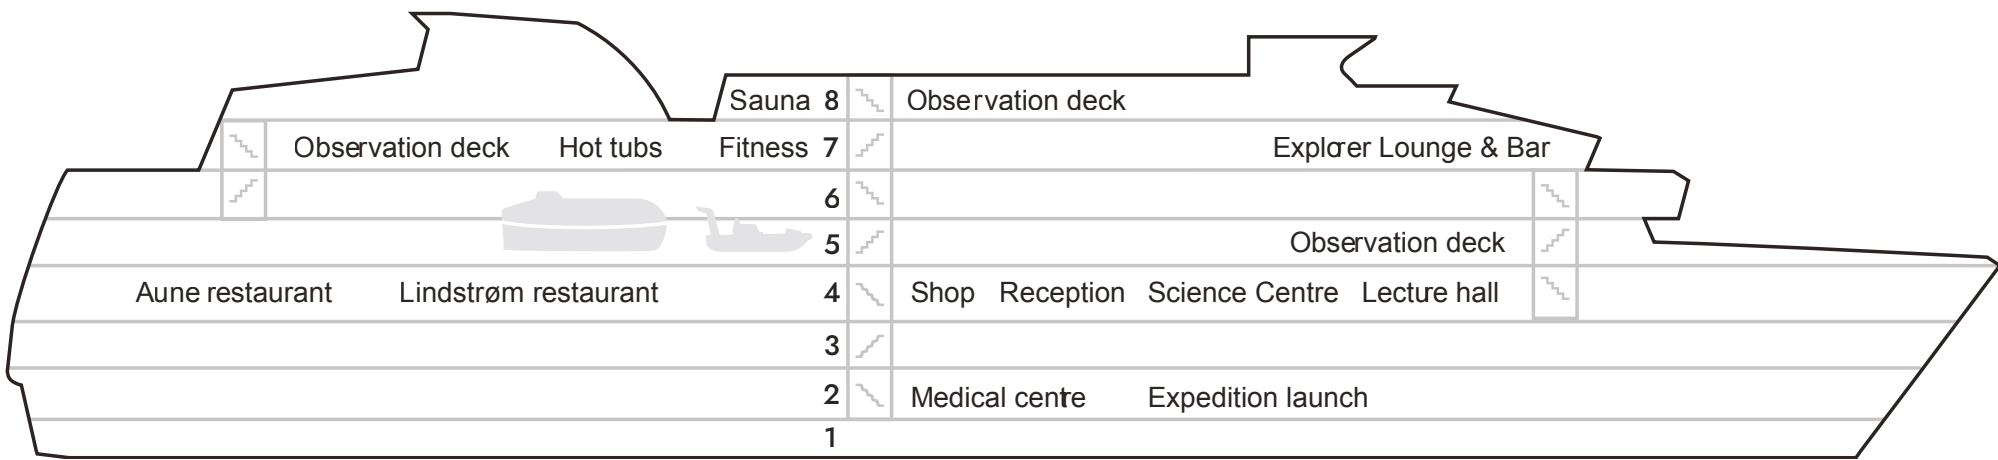 Sauna 8 Observation deck
Observation deck Hot tubs Fitness 7 Explorer Lounge & Bar
6
5 Observation deck
Aune restaurant Lindstrøm restaurant 4 Shop Reception Science Centre Lecture hall
3
2 Medical centre Expedition launch
1